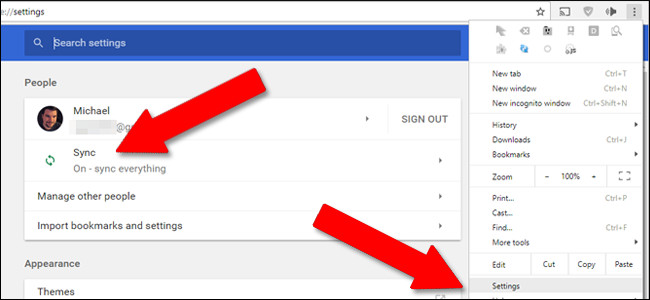 ://settings
Search settings
People
Michael
@g
SIGN OUT
Sync
On - sync everything
Manage other people
Import bookmarks and settings
Appearance
Themes
New tab Ctrl+T
New window Ctrl+N
New incognito window Ctrl+Shift+N
History
Downloads Ctrl+J
Bookmarks
Zoom - 100% +
Print... Ctrl+P
Cast...
Find... Ctrl+F
More tools
Edit Cut Copy Paste
Settings